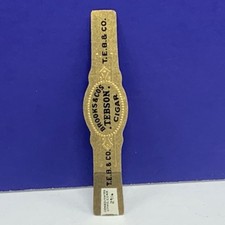 T.E.B. & CO.
BROOKS & CO'S
TEBSON
CIGAR
T.E.B. & CO.